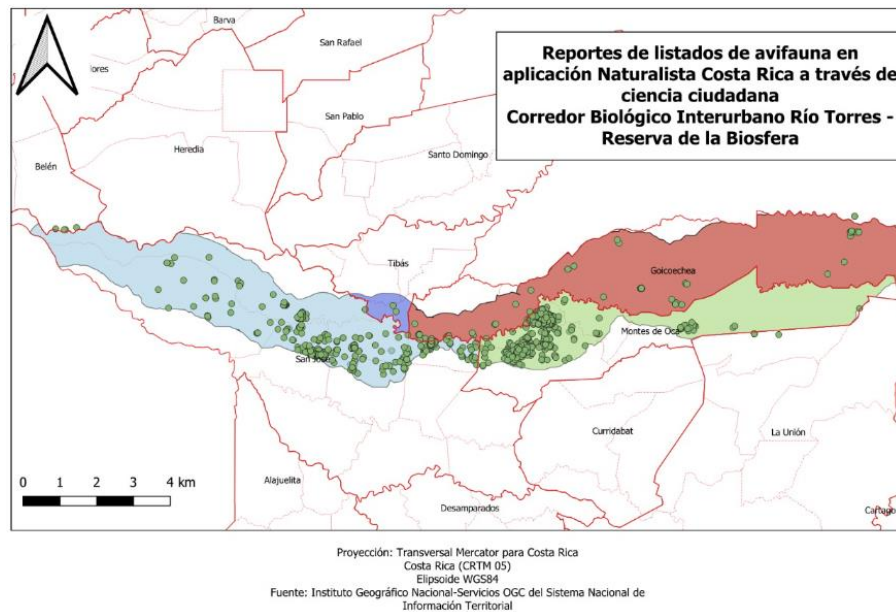 Barva
San Rafael
ores
San Pablo
Heredia
Santo Domingo
Belén
Reportes de listados de avifauna en
aplicación Naturalista Costa Rica a través de
ciencia ciudadana
Corredor Biológico Interurbano Río Torres -
Reserva de la Biosfera
Tibás
Goicoechea
Montes de Oca
San José
Curridabat
La Unión
Alajuelita
Desamparados
Cartago
0 1 2 3 4 km
Proyección: Transversal Mercator para Costa Rica
Costa Rica (CRTM 05)
Elipsoide WGS84
Fuente: Instituto Geográfico Nacional-Servicios OGC del Sistema Nacional de
Información Territorial